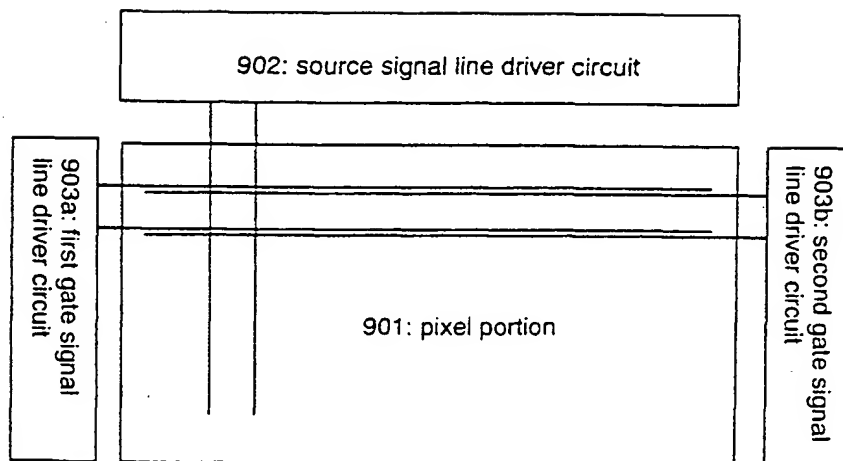 902: source signal line driver circuit
903a: first gate signal
line driver circuit
901: pixel portion
903b: second gate signal
line driver circuit